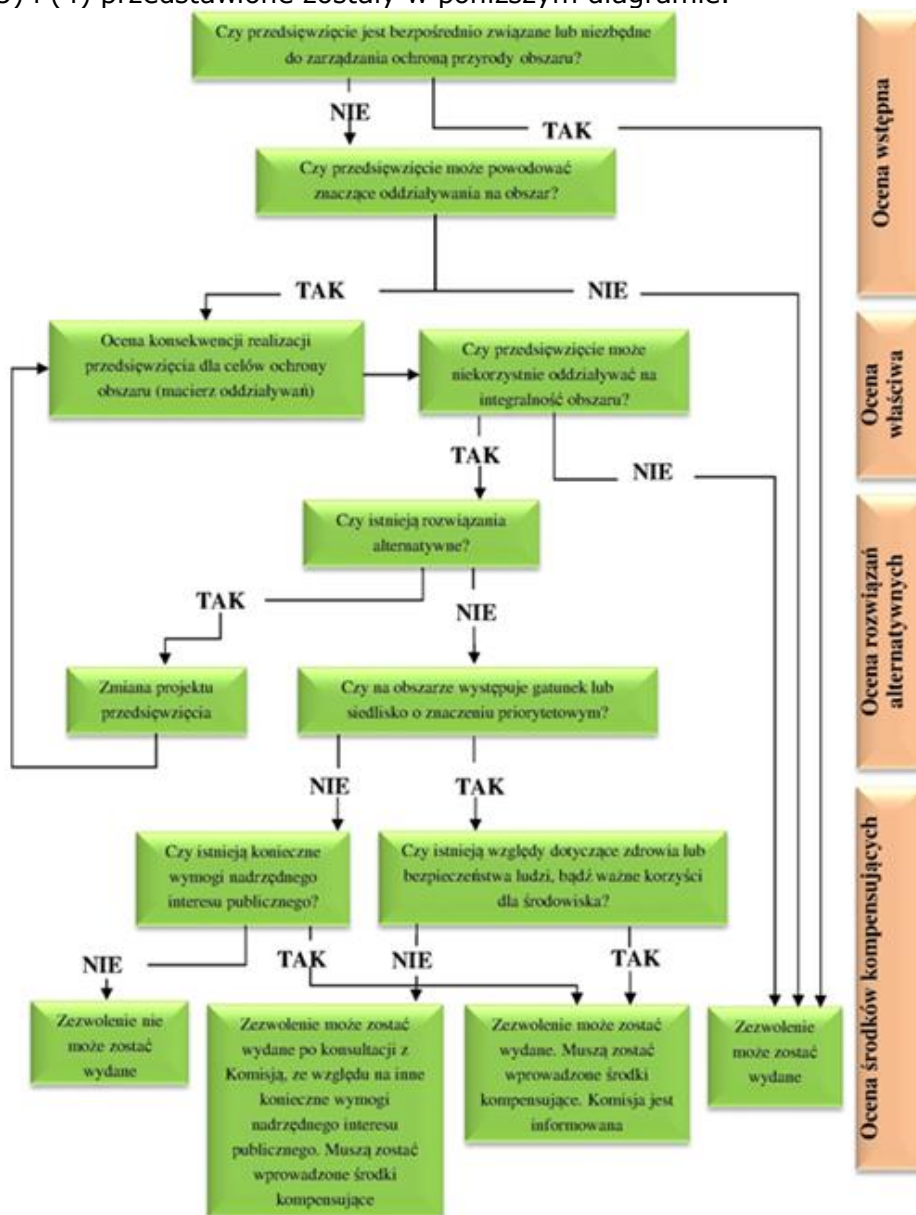 3) i (4) przedstawione zostały w poniższym diagramie.
Czy przedsięwzięcie jest bezpośrednio związane lub niezbędne
do zarządzania ochroną przyrody obszaru?
NIE
TAK
Czy przedsięwzięcie może powodować
znaczące oddziaływania na obszar?
Ocena wstępna
TAK
NIE
Ocena konsekwencji realizacji
przedsięwzięcia dla celów ochrony
obszaru (macierz oddziaływań)
Czy przedsięwzięcie może
niekorzystnie oddziaływać na
integralność obszaru?
Ocena
właściwa
TAK
NIE
Czy istnieją rozwiązania
alternatywne?
TAK
NIE
Zmiana projektu
przedsięwzięcia
Czy na obszarze występuje gatunek lub
siedlisko o znaczeniu priorytetowym?
Ocena rozwiązań
alternatywnych
NIE
TAK
Czy istnieją konieczne
wymogi nadrzędnego
interesu publicznego?
Czy istnieją względy dotyczące zdrowia lub
bezpieczeństwa ludzi, bądź ważne korzyści
dla środowiska?
NIE
TAK
NIE
TAK
Zezwolenie nie
może zostać
wydane
Zezwolenie może zostać
wydane po konsultacji z
Komisją, ze względu na inne
konieczne wymogi
nadrzędnego interesu
publicznego. Muszą zostać
wprowadzone środki
kompensujące
Zezwolenie może zostać
wydane. Muszą zostać
wprowadzone środki
kompensujące. Komisja jest
informowana
Zezwolenie
może zostać
wydane
Ocena środków kompensujących